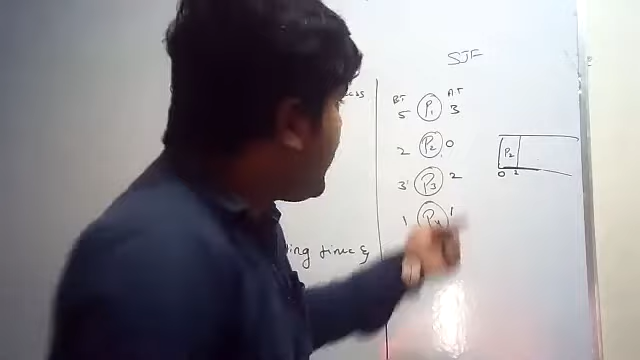 SJF
BT AT
5 P1 3
2 P2 0
3 P3 2
1 P4 1
P2
0 2
time &